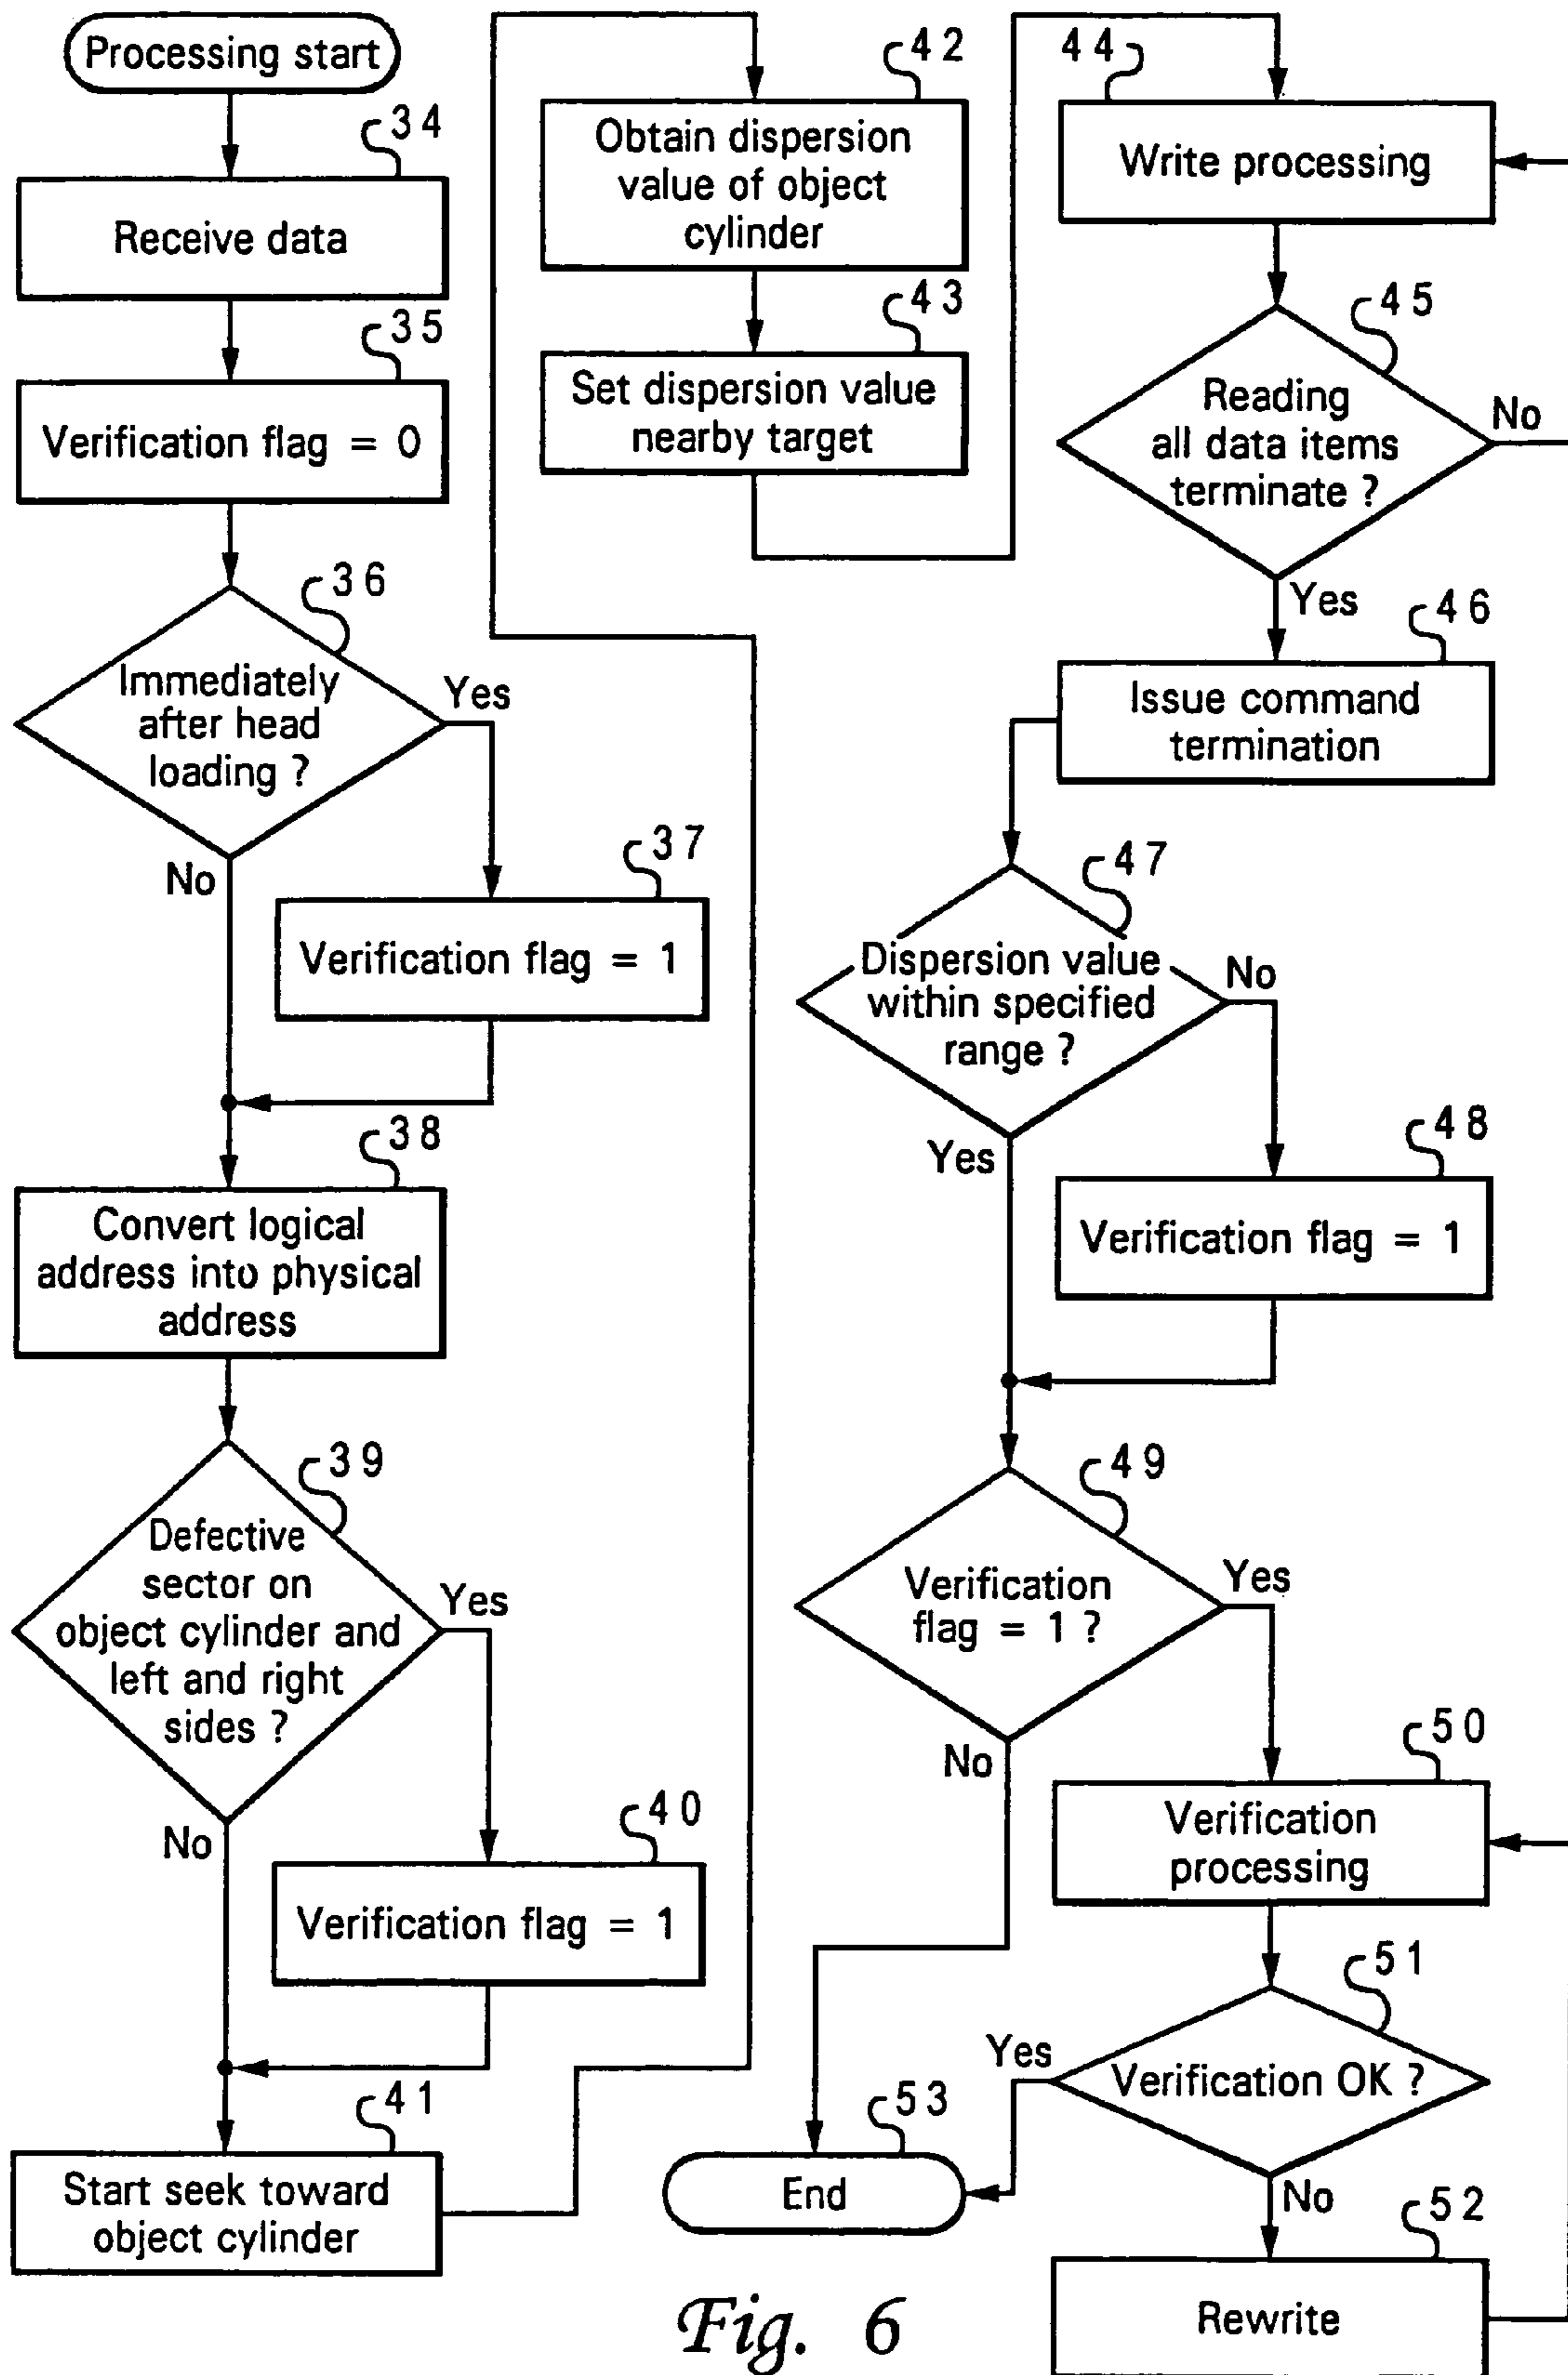 Processing start
34
Receive data
35
Verification flag = 0
36
Immediately
after head
loading ?
Yes
No
37
Verification flag = 1
38
Convert logical
address into physical
address
39
Defective
sector on
object cylinder and
left and right
sides ?
Yes
No
40
Verification flag = 1
41
Start seek toward
object cylinder
42
Obtain dispersion
value of object
cylinder
43
Set dispersion value
nearby target
44
Write processing
45
Reading
all data items
terminate ?
No
Yes
46
Issue command
termination
47
Dispersion value
within specified
range ?
No
Yes
48
Verification flag = 1
49
Verification
flag = 1 ?
Yes
No
50
Verification
processing
51
Verification OK ?
Yes
No
52
Rewrite
53
End
Fig. 6